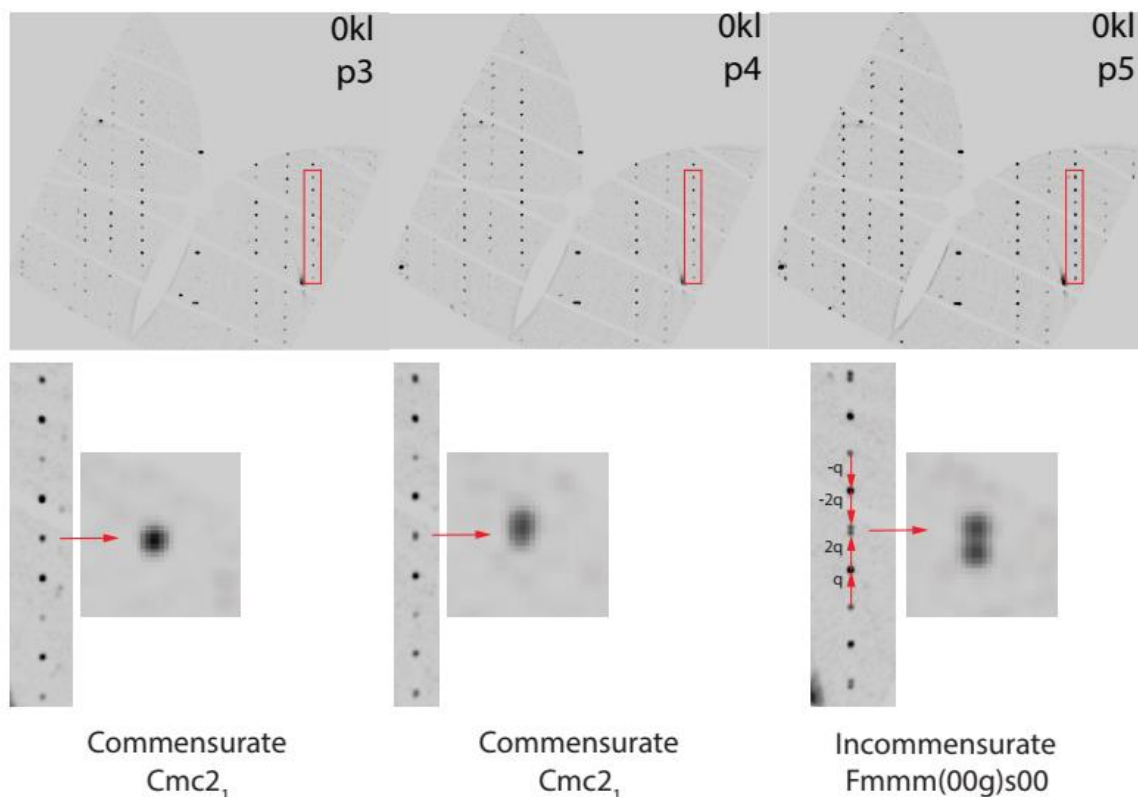 0kl
p3
0kl
p4
0kl
p5
-q
-2q
2q
q
Commensurate
Cmc2₁
Commensurate
Cmc2₁
Incommensurate
Fmmm(00g)s00